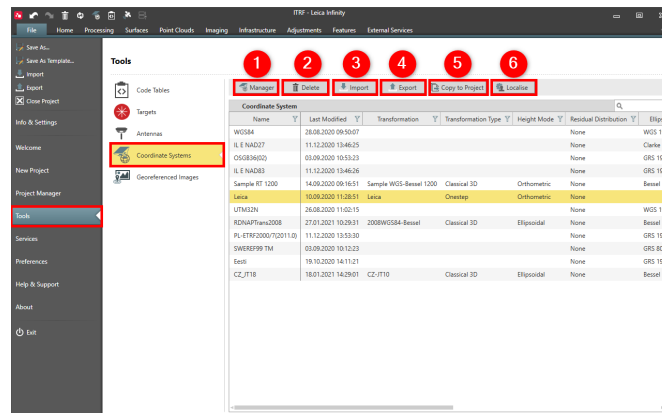 ITRF - Leica Infinity
File Home Processing Surfaces Point Clouds Imaging Infrastructure Adjustments Features External Services
Save As...
Save As Template...
Import
Export
Close Project
Info & Settings
Welcome
New Project
Project Manager
Tools
Services
Preferences
Help & Support
About
Exit
Tools
Code Tables
Targets
Antennas
Coordinate Systems
Georeferenced Images
1 2 3 4 5 6
Manager Delete Import Export Copy to Project Localise
Coordinate System
Name Last Modified Transformation Transformation Type Height Mode Residual Distribution Ellips
WGS84 28.08.2020 09:50:07 None WGS 1
IL E NAD27 11.12.2020 13:46:25 None Clarke
OSGB36(02) 03.09.2020 10:53:23 None GRS 19
IL E NAD83 11.12.2020 13:46:26 None GRS 19
Sample RT 1200 14.09.2020 09:16:51 Sample WGS-Bessel 1200 Classical 3D Orthometric None Bessel
Leica 10.09.2020 11:28:51 Leica Onestep Orthometric None
UTM32N 26.08.2020 11:02:15 None WGS 1
RDNAPTrans2008 27.01.2021 10:29:31 2008WGS84-Bessel Classical 3D Ellipsoidal None Bessel
PL-ETRF2000/7(2011.0) 11.12.2020 13:53:30 None GRS 19
SWEREF99 TM 03.09.2020 10:12:23 None GRS 80
Eesti 19.10.2020 14:11:21 None GRS 19
CZ_JT18 18.01.2021 14:29:01 CZ-JT10 Classical 3D Ellipsoidal None Bessel